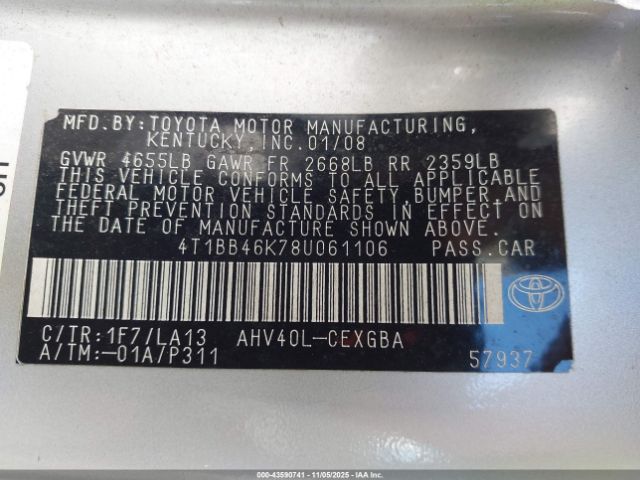 MFD.BY:TOYOTA MOTOR MANUFACTURING,
KENTUCKY, INC. 01/08
GVWR 4655LB GAWR FR 2668LB RR 2359LB
THIS VEHICLE CONFORMS TO ALL APPLICABLE
FEDERAL MOTOR VEHICLE SAFETY, BUMPER, AND
THEFT PREVENTION STANDARDS IN EFFECT ON
THE DATE OF MANUFACTURE SHOWN ABOVE.
4T1BB46K78U061106 PASS.CAR
C/TR:1F7/LA13 AHV40L-CEXGBA
A/TM:-01A/P311 57937
000-43590741 - 11/05/2025 - IAA Inc.